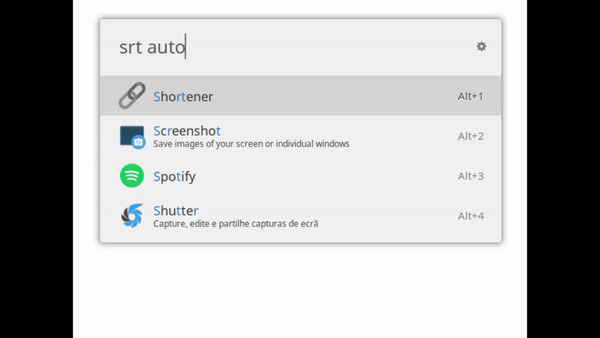 srt auto
Shortener
Alt+1
Screenshot
Save images of your screen or individual windows
Alt+2
Spotify
Alt+3
Shutter
Capture, edite e partilhe capturas de ecrã
Alt+4